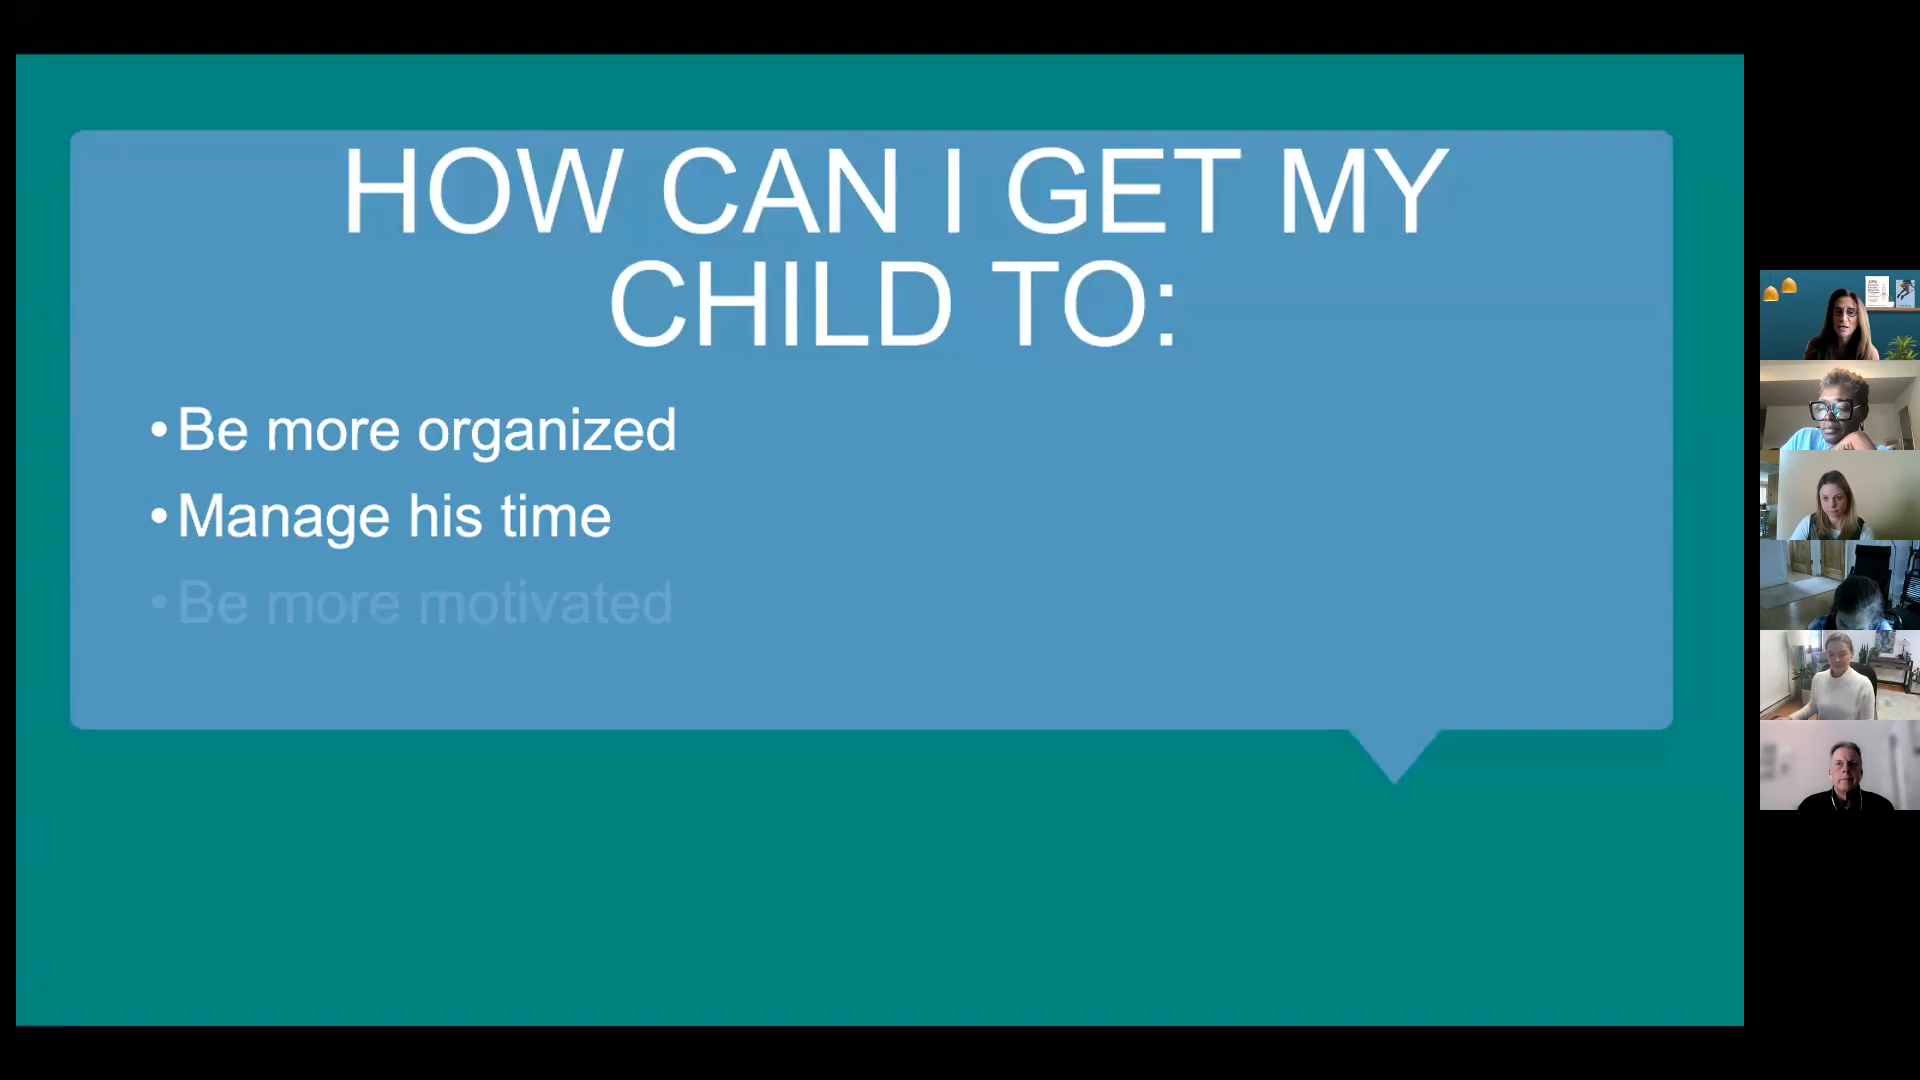 HOW CAN I GET MY
CHILD TO:
•Be more organized
•Manage his time
•Be more motivated